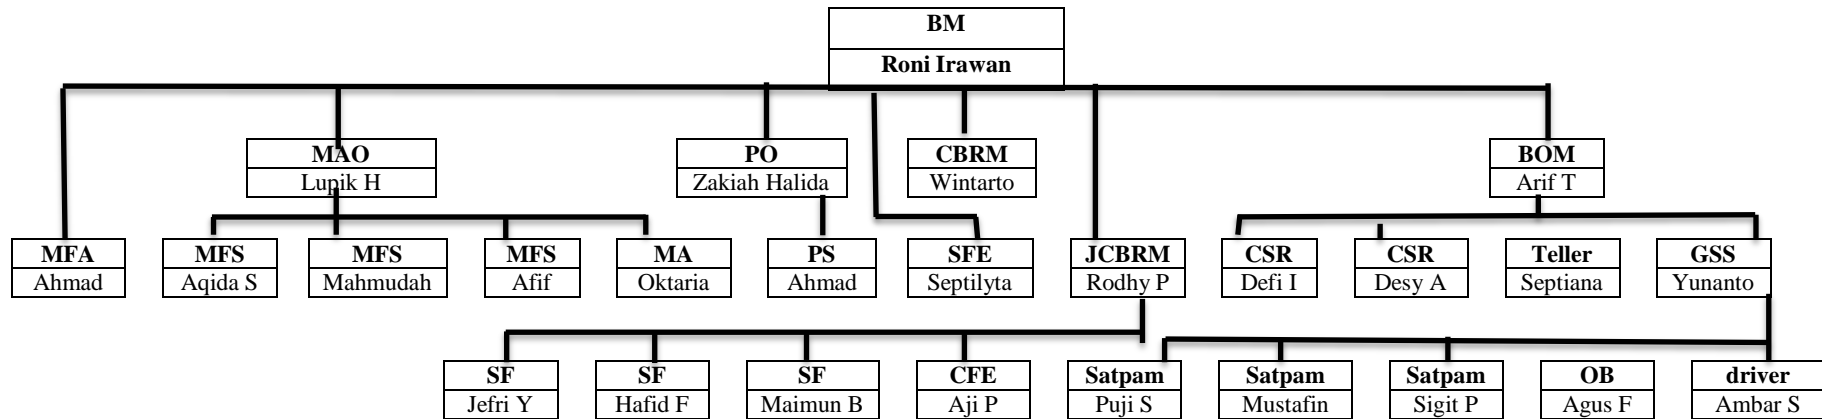 BM
Roni Irawan
MAO
Lupik H
PO
Zakiah Halida
CBRM
Wintarto
BOM
Arif T
MFA
Ahmad
MFS
Aqida S
MFS
Mahmudah
MFS
Afif
MA
Oktaria
PS
Ahmad
SFE
Septilyta
JCBRM
Rodhy P
CSR
Defi I
CSR
Desy A
Teller
Septiana
GSS
Yunanto
SF
Jefri Y
SF
Hafid F
SF
Maimun B
CFE
Aji P
Satpam
Puji S
Satpam
Mustafin
Satpam
Sigit P
OB
Agus F
driver
Ambar S